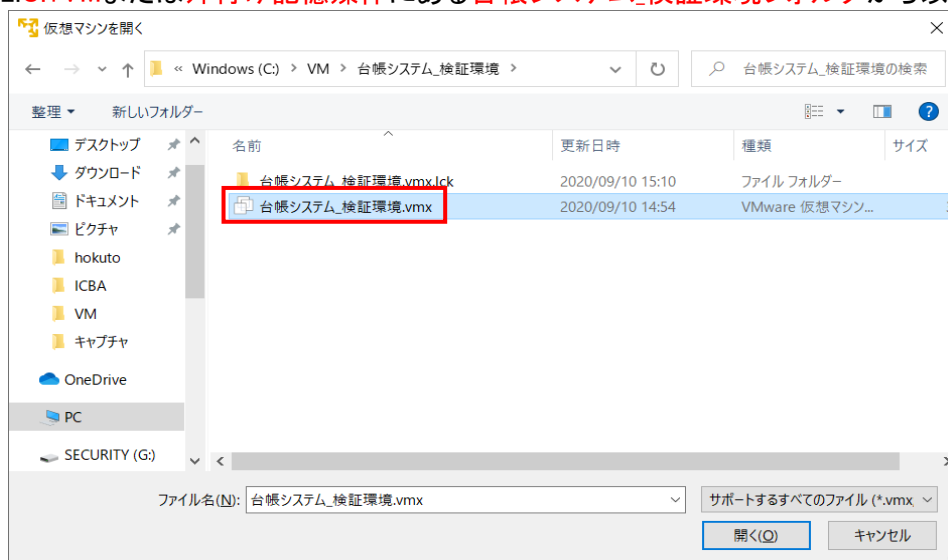 仮想マシンを開く
« Windows (C:) > VM > 台帳システム_検証環境 >
台帳システム_検証環境の検索
整理 新しいフォルダー
名前 更新日時 種類 サイズ
デスクトップ
ダウンロード
ドキュメント
ピクチャ
hokuto
ICBA
VM
キャプチャ
OneDrive
PC
SECURITY (G:)
台帳システム_検証環境.vmx.lck 2020/09/10 15:10 ファイル フォルダー
台帳システム_検証環境.vmx 2020/09/10 14:54 VMware 仮想マシン...
ファイル名(N): 台帳システム_検証環境.vmx
サポートするすべてのファイル (*.vmx,
開く(O) キャンセル